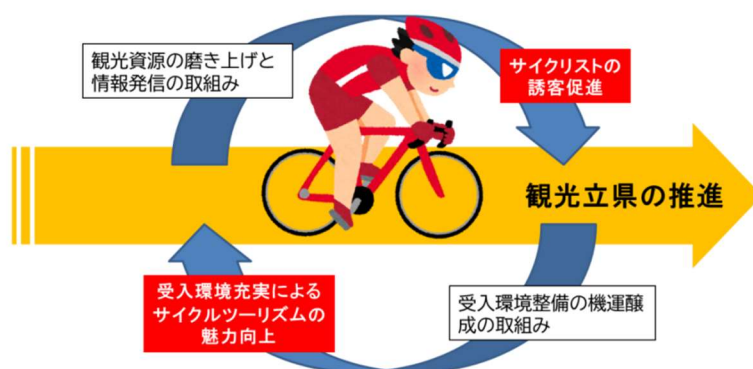 観光資源の磨き上げと
情報発信の取組み
サイクリストの
誘客促進
観光立県の推進
受入環境充実による
サイクルツーリズムの
魅力向上
受入環境整備の機運醸
成の取組み